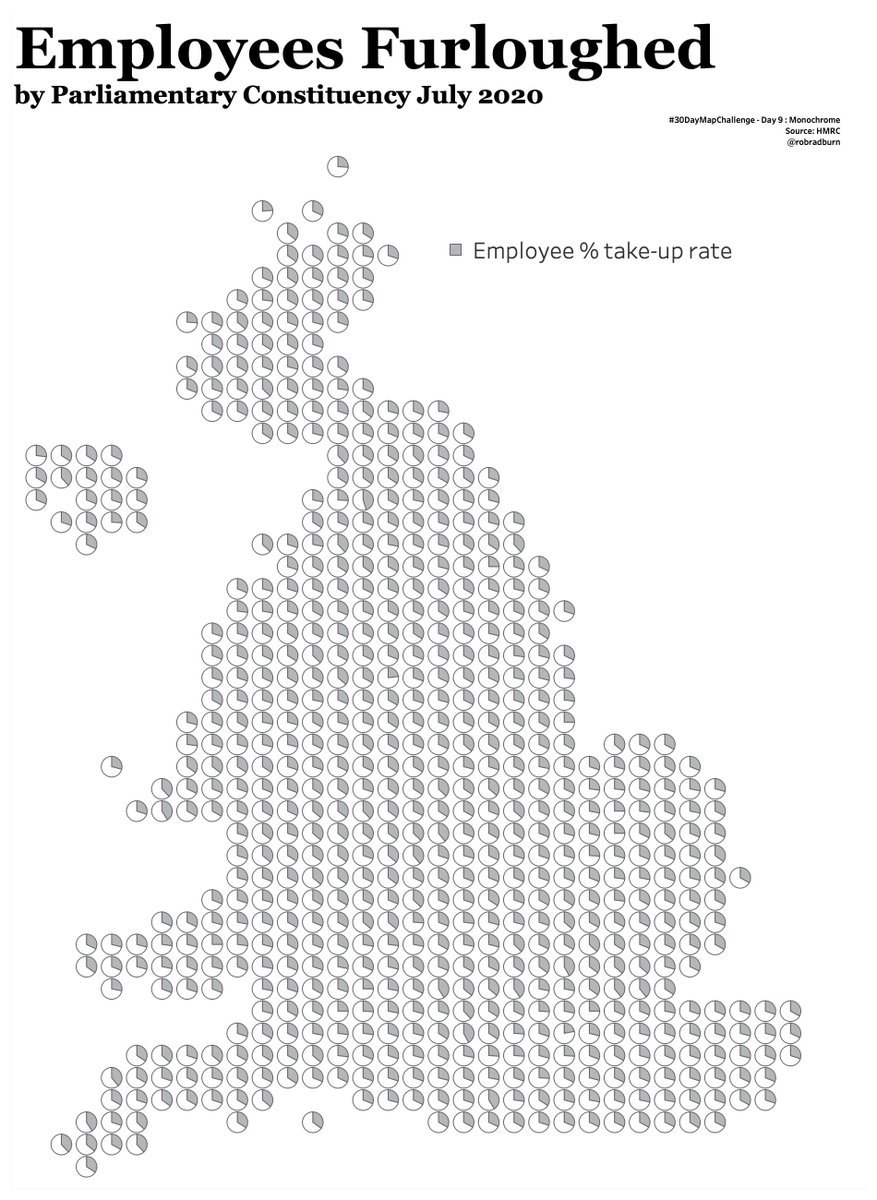 Employees Furloughed
by Parliamentary Constituency July 2020
#30DayMapChallenge - Day 9 : Monochrome
Source: HMRC
@robradburn
Employee % take-up rate